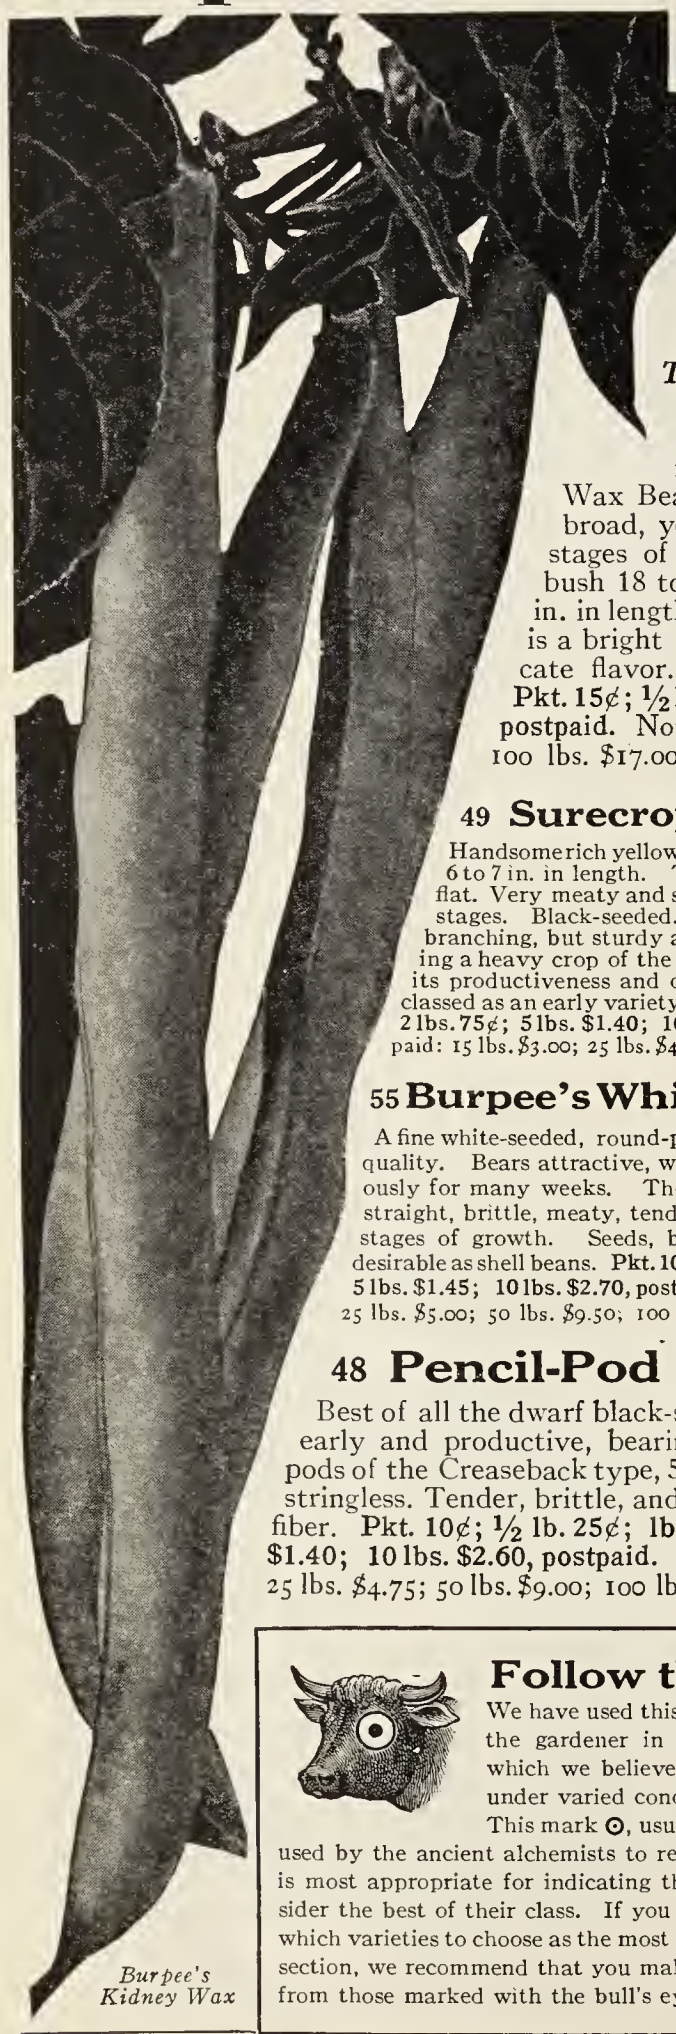 Wax Bea
broad, y
stages of
bush 18 to
in. in length
is a bright
cate flavor.
Pkt. 15¢; ½
postpaid. No
100 lbs. $17.00
49 Surecro
Handsome rich yellow
6 to 7 in. in length.
flat. Very meaty and s
stages. Black-seeded.
branching, but sturdy a
ing a heavy crop of the
its productiveness and
classed as an early variety
2 lbs. 75¢; 5 lbs. $1.40; 1
paid: 15 lbs. $3.00; 25 lbs. $4
55 Burpee's Whi
A fine white-seeded, round-p
quality. Bears attractive, w
ously for many weeks. Th
straight, brittle, meaty, tend
stages of growth. Seeds, b
desirable as shell beans. Pkt. 10
5 lbs. $1.45; 10 lbs. $2.70, post
25 lbs. $5.00; 50 lbs. $9.50; 100
48 Pencil-Pod
Best of all the dwarf black-s
early and productive, beari
pods of the Creaseback type, 5
stringless. Tender, brittle, and
fiber. Pkt. 10¢; ½ lb. 25¢; lb
$1.40; 10 lbs. $2.60, postpaid.
25 lbs. $4.75; 50 lbs. $9.00; 100 lb
Follow t
We have used this
the gardener in
which we believe
under varied cond
This mark ⊙, usu
used by the ancient alchemists to re
is most appropriate for indicating th
sider the best of their class. If you
which varieties to choose as the most
section, we recommend that you mak
from those marked with the bull's ey
Burpee's
Kidney Wax